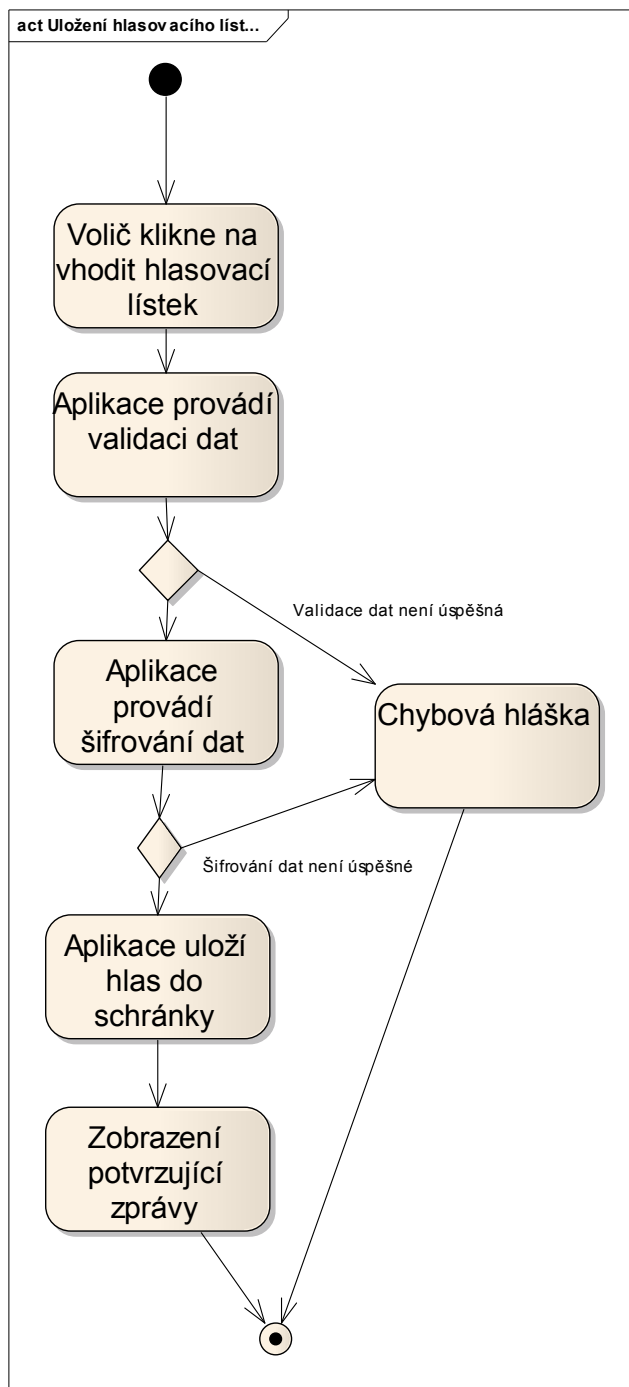 act Uložení hlasovacího líst...
Volič klikne na
vhodit hlasovací
lístek
Aplikace provádí
validaci dat
Validace dat není úspěšná
Aplikace
provádí
šifrování dat
Chybová hláška
Šifrování dat není úspěšné
Aplikace uloží
hlas do
schránky
Zobrazení
potvrzující
zprávy